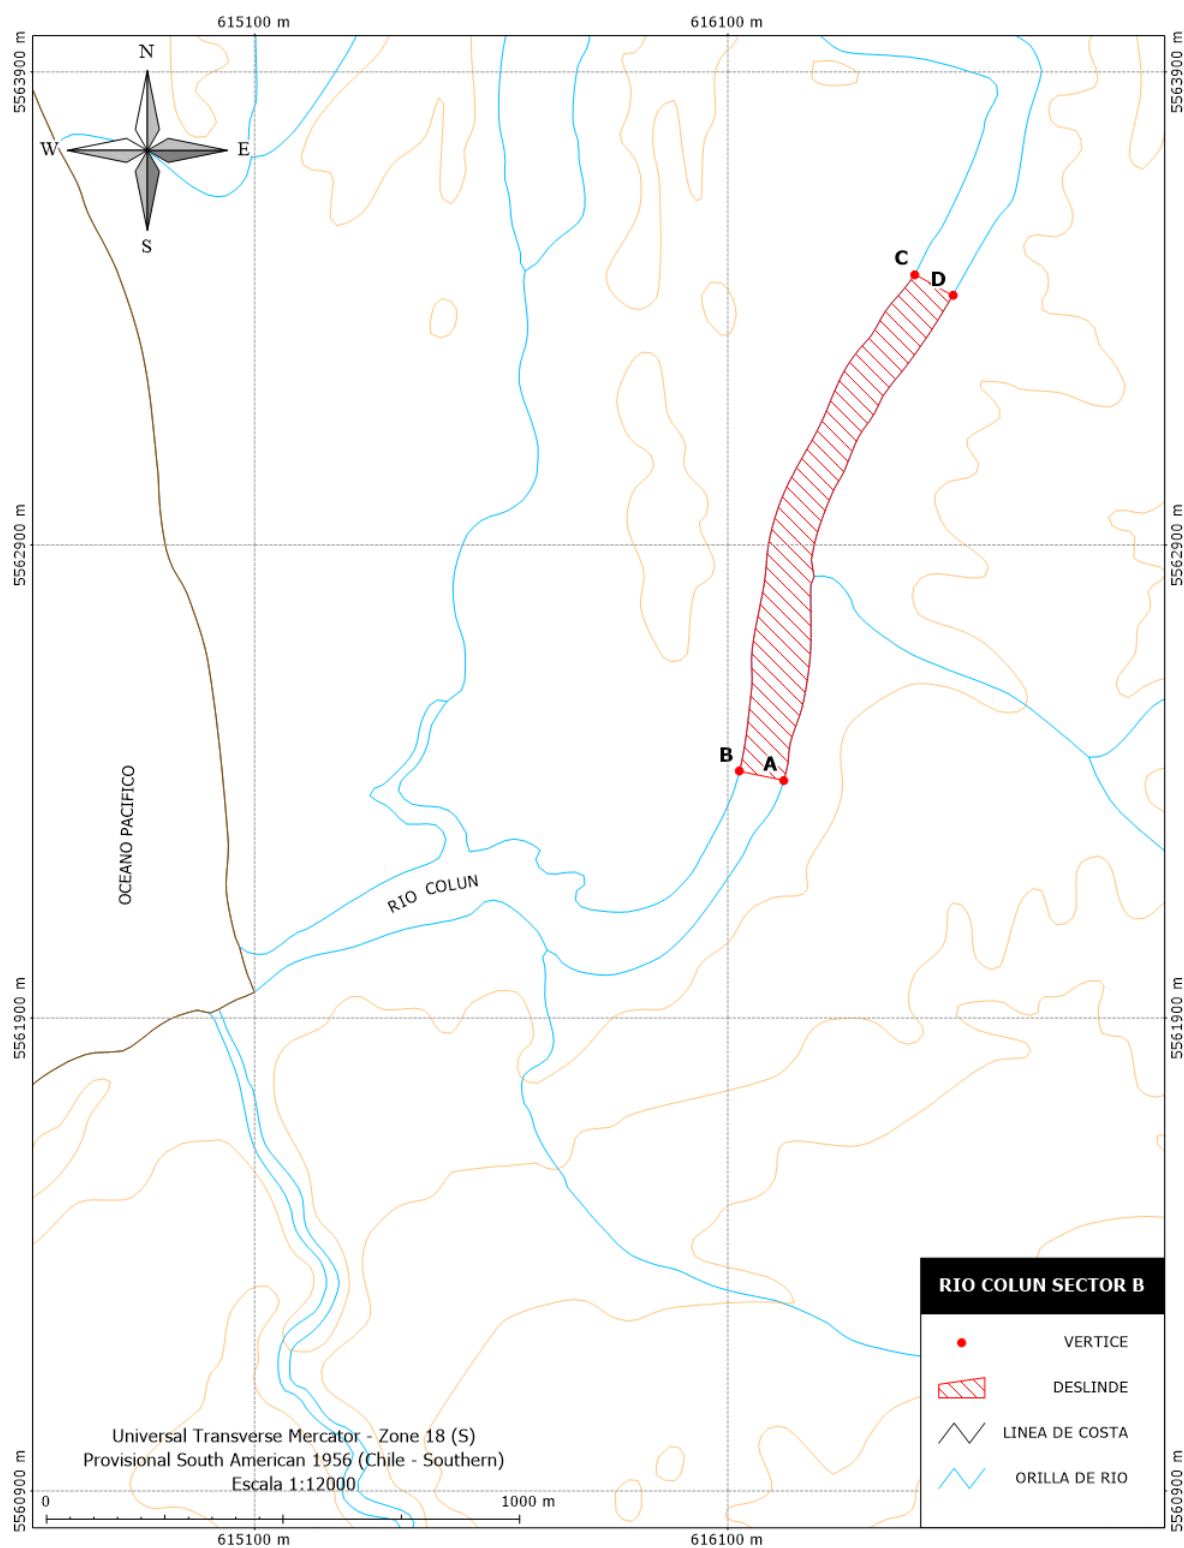 615100 m
616100 m
5563900 m
5563900 m
N
W
E
S
C
D
5562900 m
5562900 m
B
A
OCEANO PACIFICO
RIO COLUN
5561900 m
5561900 m
RIO COLUN SECTOR B
VERTICE
DESLINDE
LINEA DE COSTA
ORILLA DE RIO
Universal Transverse Mercator - Zone 18 (S)
Provisional South American 1956 (Chile - Southern)
Escala 1:12000
0
1000 m
5560900 m
5560900 m
615100 m
616100 m